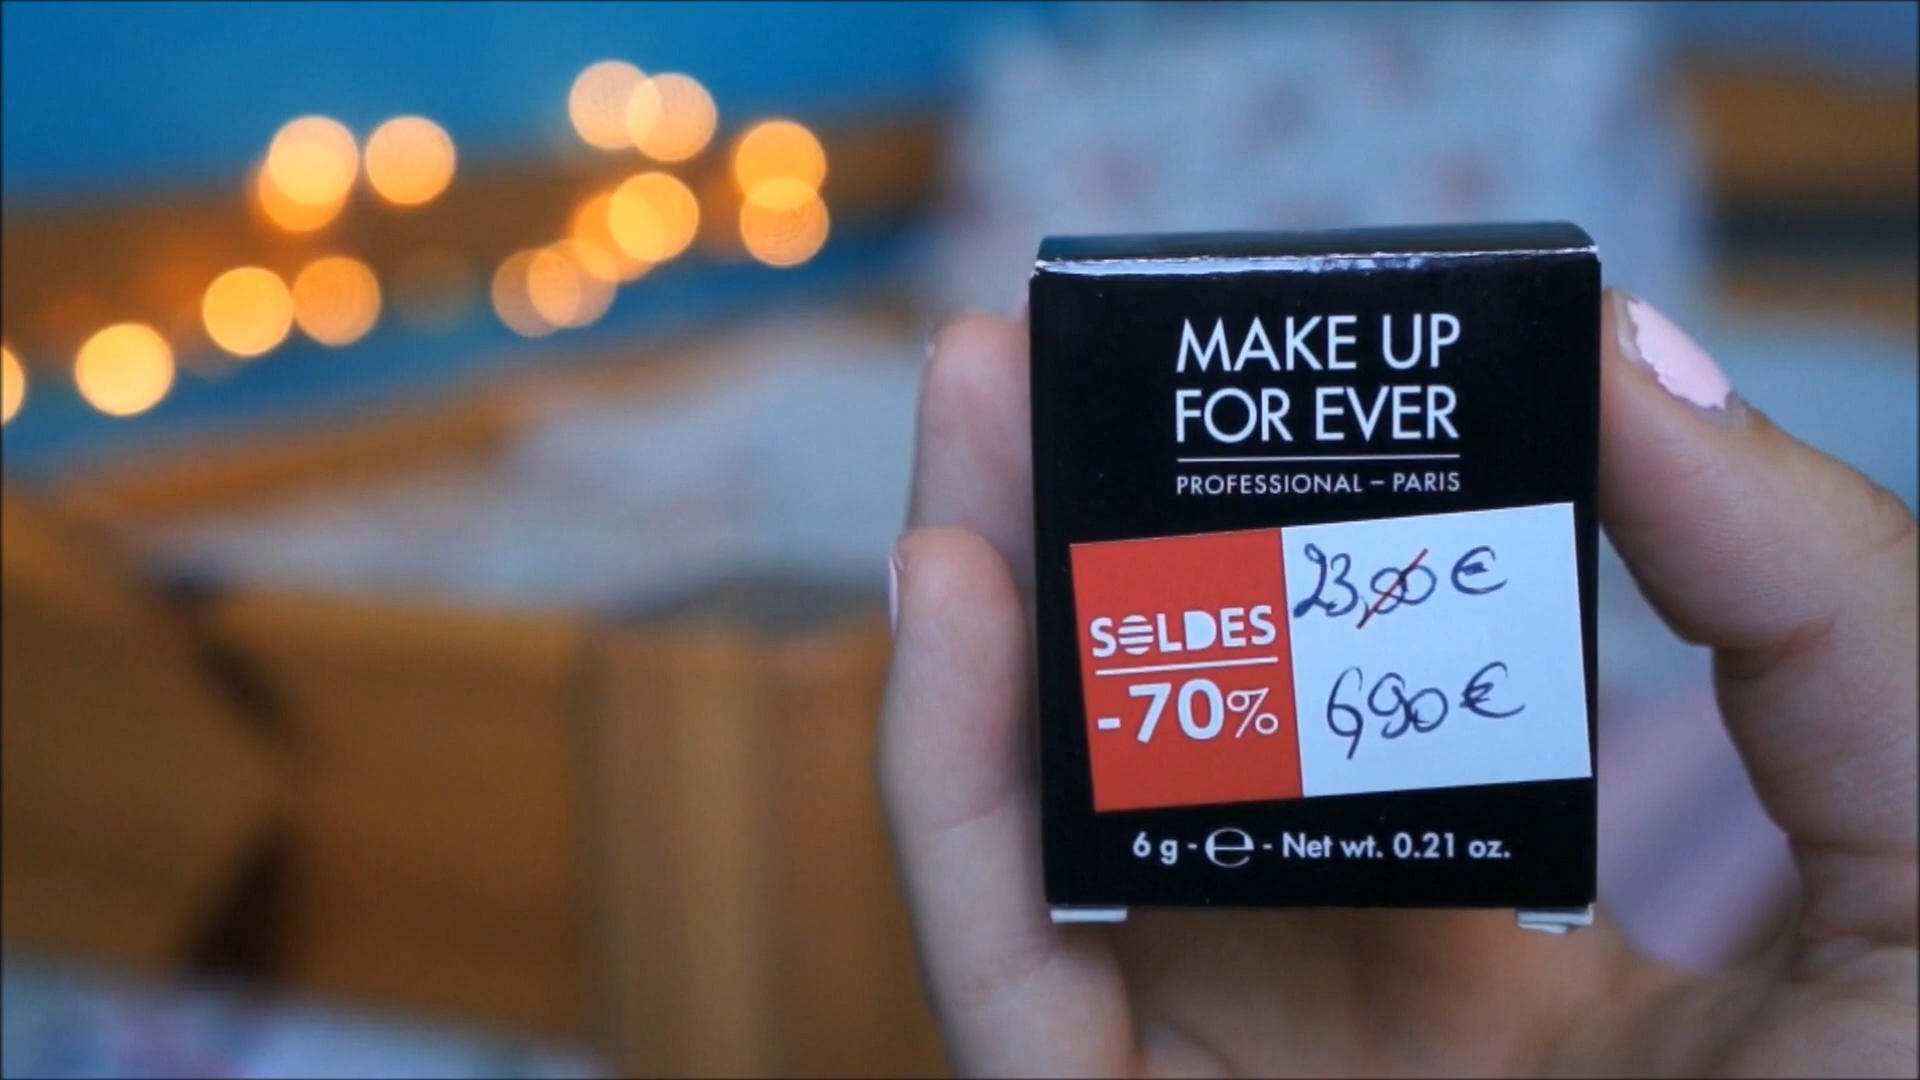 MAKE UP
FOR EVER
PROFESSIONAL – PARIS
SOLDES
-70%
23,00 €
6,90 €
6 g - ℮ - Net wt. 0.21 oz.